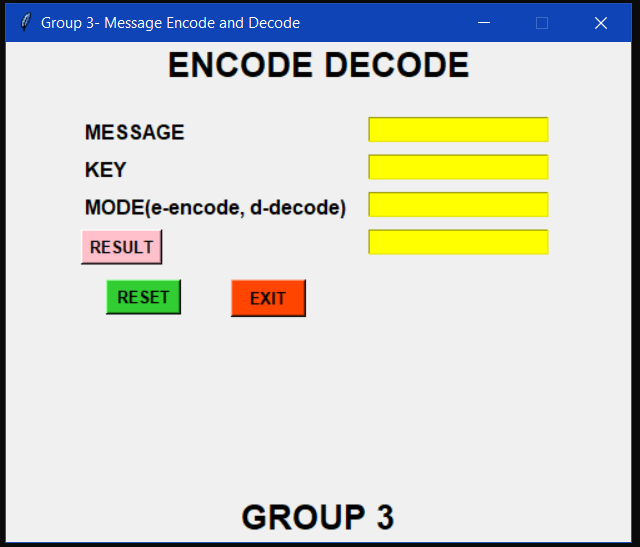 Group 3- Message Encode and Decode
ENCODE DECODE
MESSAGE
KEY
MODE(e-encode, d-decode)
RESULT
RESET EXIT
GROUP 3